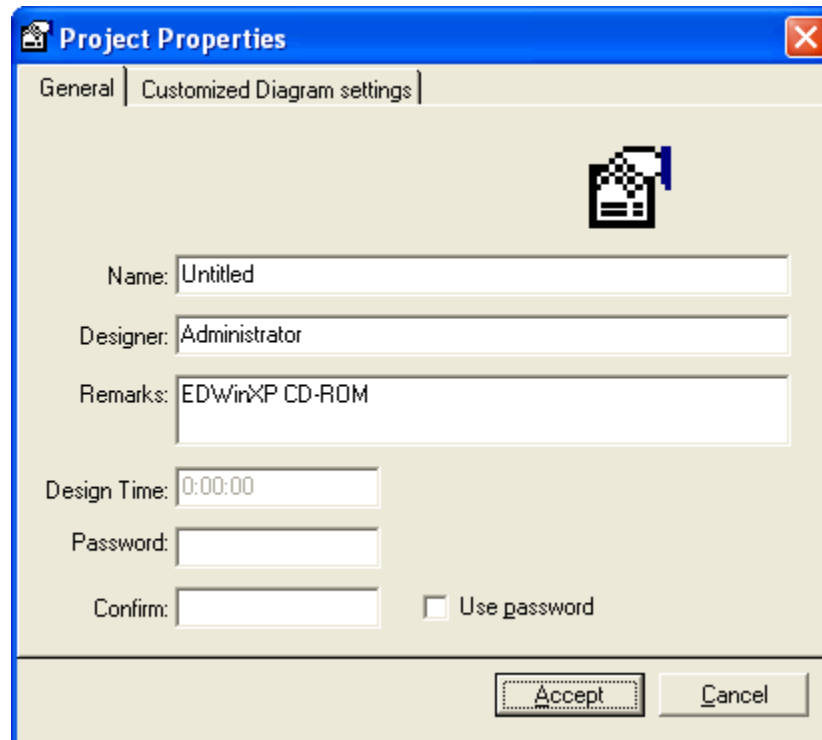 Project Properties
General Customized Diagram settings
Name: Untitled
Designer: Administrator
Remarks: EDWinXP CD-ROM
Design Time: 0:00:00
Password:
Confirm: Use password
Accept Cancel